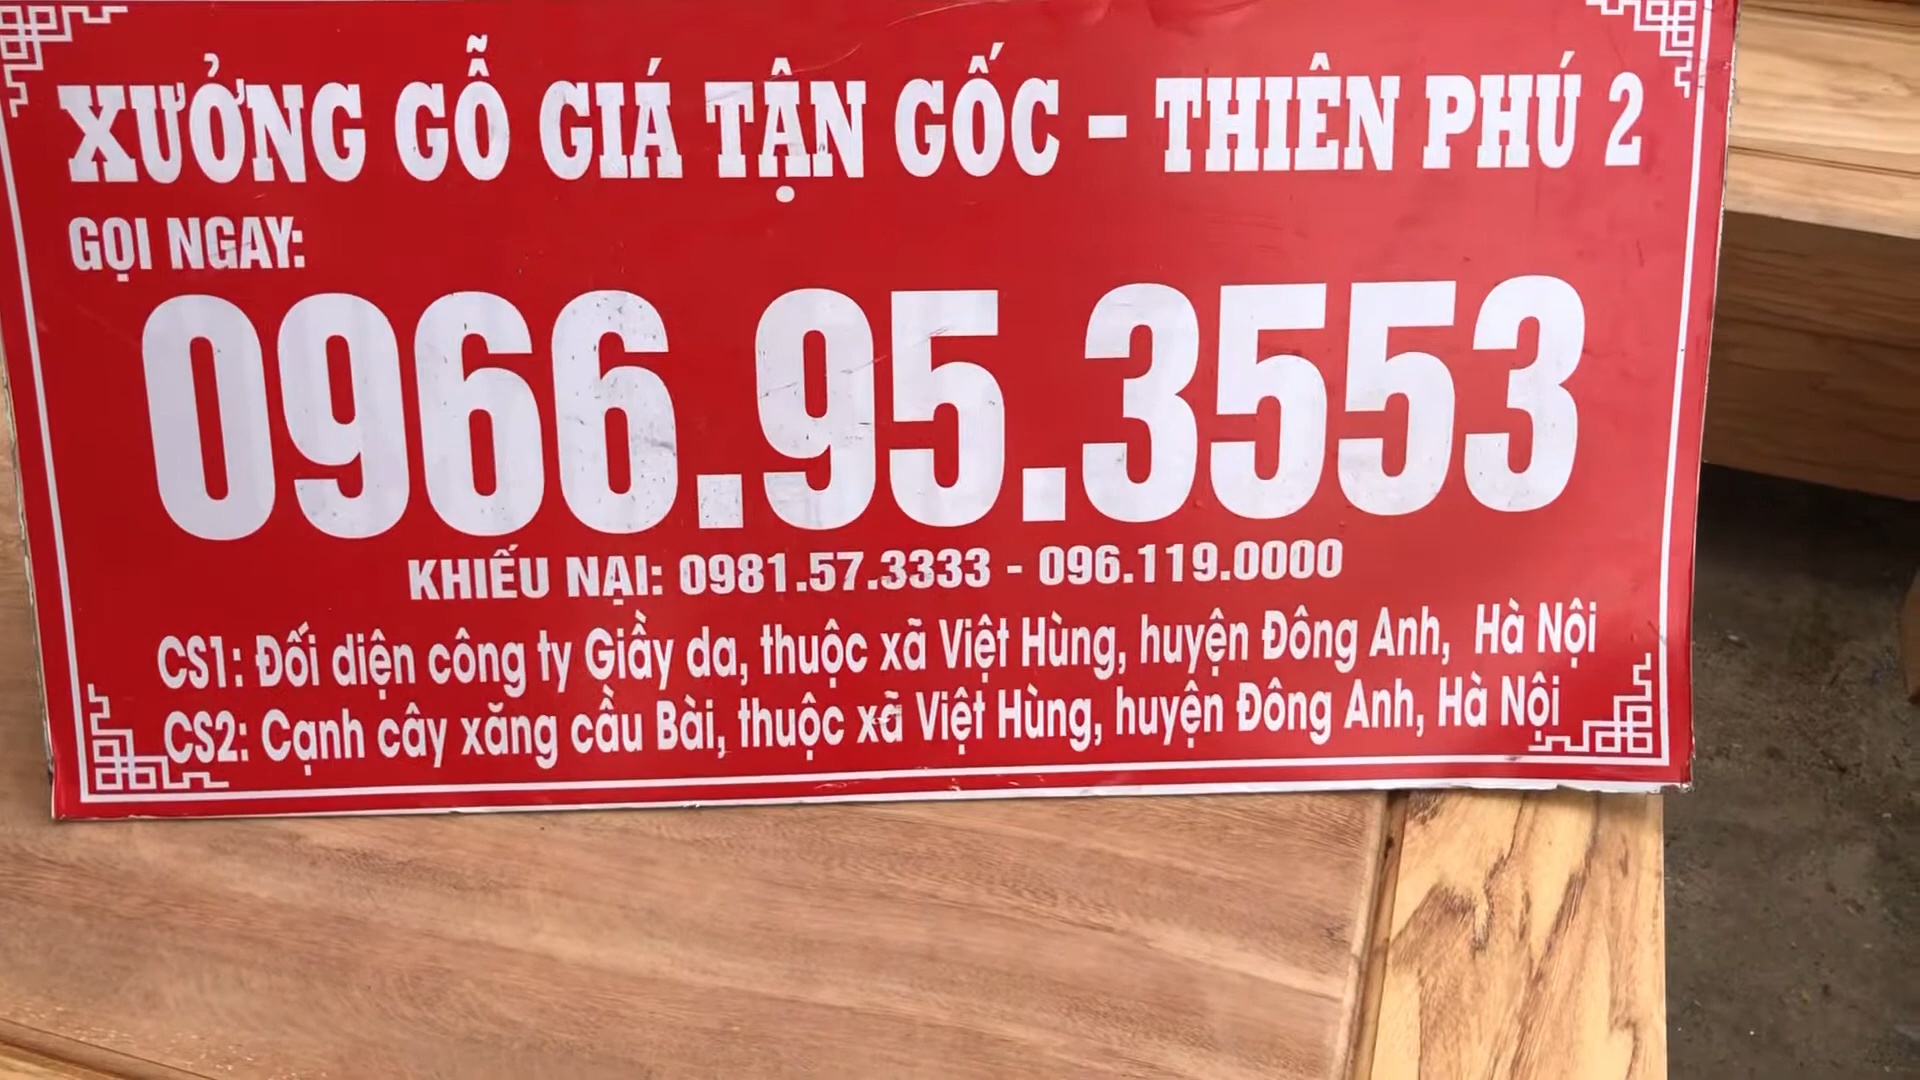 XƯỞNG GỖ GIÁ TẬN GỐC - THIÊN PHÚ 2
GỌI NGAY:
0966.95.3553
KHIẾU NẠI: 0981.57.3333 - 096.119.0000
CS1: Đối diện công ty Giầy da, thuộc xã Việt Hùng, huyện Đông Anh, Hà Nội
CS2: Cạnh cây xăng cầu Bài, thuộc xã Việt Hùng, huyện Đông Anh, Hà Nội